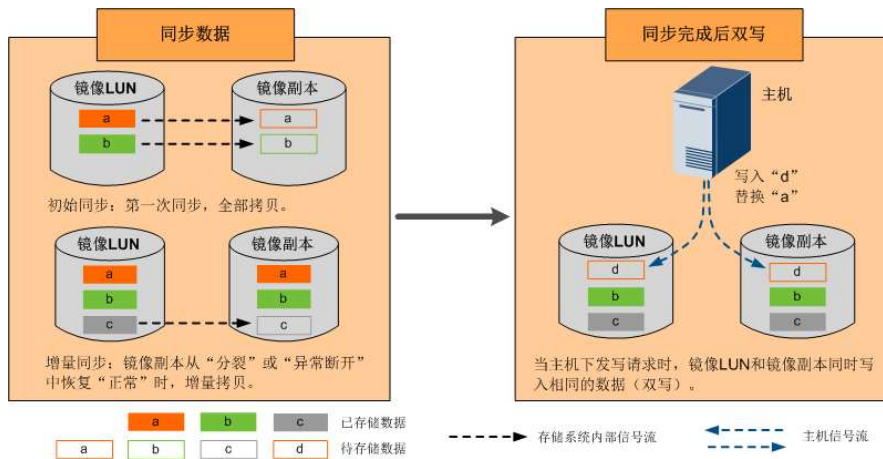 同步数据
镜像LUN
镜像副本
a
a
b
b
初始同步：第一次同步，全部拷贝。
镜像LUN
镜像副本
a
a
b
b
c
c
增量同步：镜像副本从“分裂”或“异常断开”
中恢复“正常”时，增量拷贝。
同步完成后双写
主机
写入“d”
替换“a”
镜像LUN
镜像副本
d
d
b
b
c
c
当主机下发写请求时，镜像LUN和镜像副本同时写
入相同的数据（双写）。
a
b
c
已存储数据
a
b
c
d
待存储数据
存储系统内部信号流
主机信号流